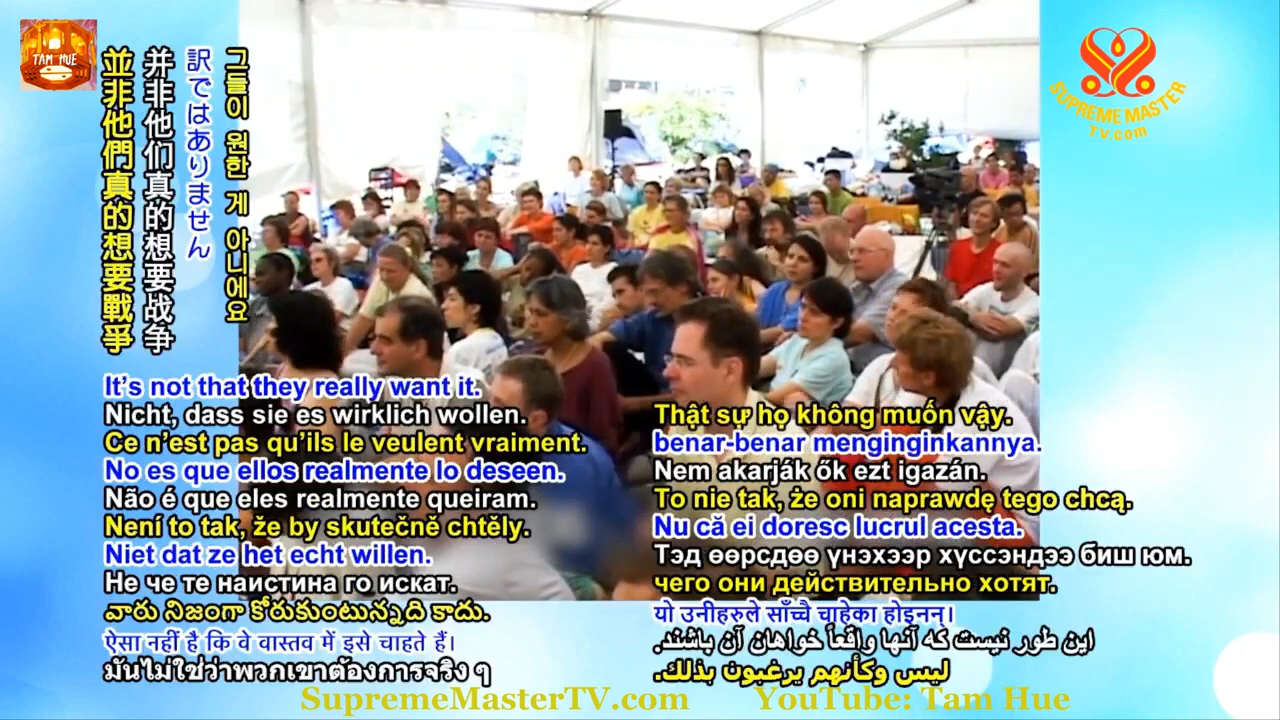 TAM HUE
SUPREME MASTER
TV.com
그들이 원한 게 아니에요
訳ではありません
并非他们真的想要战争
並非他們真的想要戰爭
It's not that they really want it.
Nicht, dass sie es wirklich wollen.
Ce n'est pas qu'ils le veulent vraiment.
No es que ellos realmente lo deseen.
Não é que eles realmente queiram.
Není to tak, že by skutečně chtěly.
Niet dat ze het echt willen.
Не че те наистина го искат.
వారు నిజంగా కోరుకుంటున్నది కాదు.
ऐसा नहीं है कि वे वास्तव में इसे चाहते हैं।
มันไม่ใช่ว่าพวกเขาต้องการจริง ๆ
Thật sự họ không muốn vậy.
benar-benar menginginkannya.
Nem akarják ők ezt igazán.
To nie tak, że oni naprawdę tego chcą.
Nu că ei doresc lucrul acesta.
Тэд өөрсдөө үнэхээр хүссэндээ биш юм.
чего они действительно хотят.
यो उनीहरुले साँच्चै चाहेका होइनन्।
این طور نیست که آنها واقعاً خواهان آن باشند.
ليس وكأنهم يرغبون بذلك.
SupremeMasterTV.com
YouTube: Tam Hue